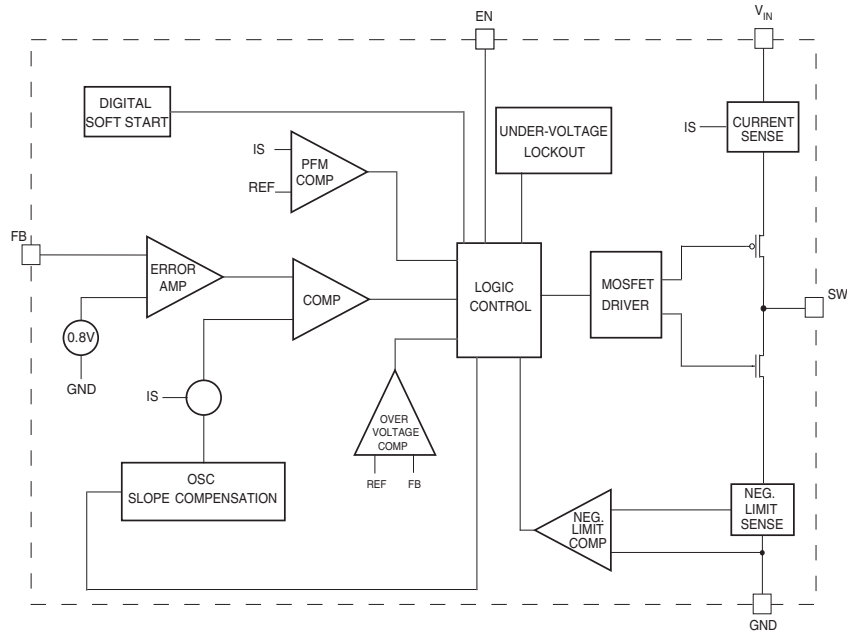 EN
V_IN
DIGITAL
SOFT START
IS
PFM
COMP
REF
UNDER-VOLTAGE
LOCKOUT
IS
CURRENT
SENSE
FB
ERROR
AMP
COMP
LOGIC
CONTROL
MOSFET
DRIVER
SW
0.8V
GND
IS
OVER
VOLTAGE
COMP
REF
FB
OSC
SLOPE COMPENSATION
NEG.
LIMIT
COMP
NEG.
LIMIT
SENSE
GND